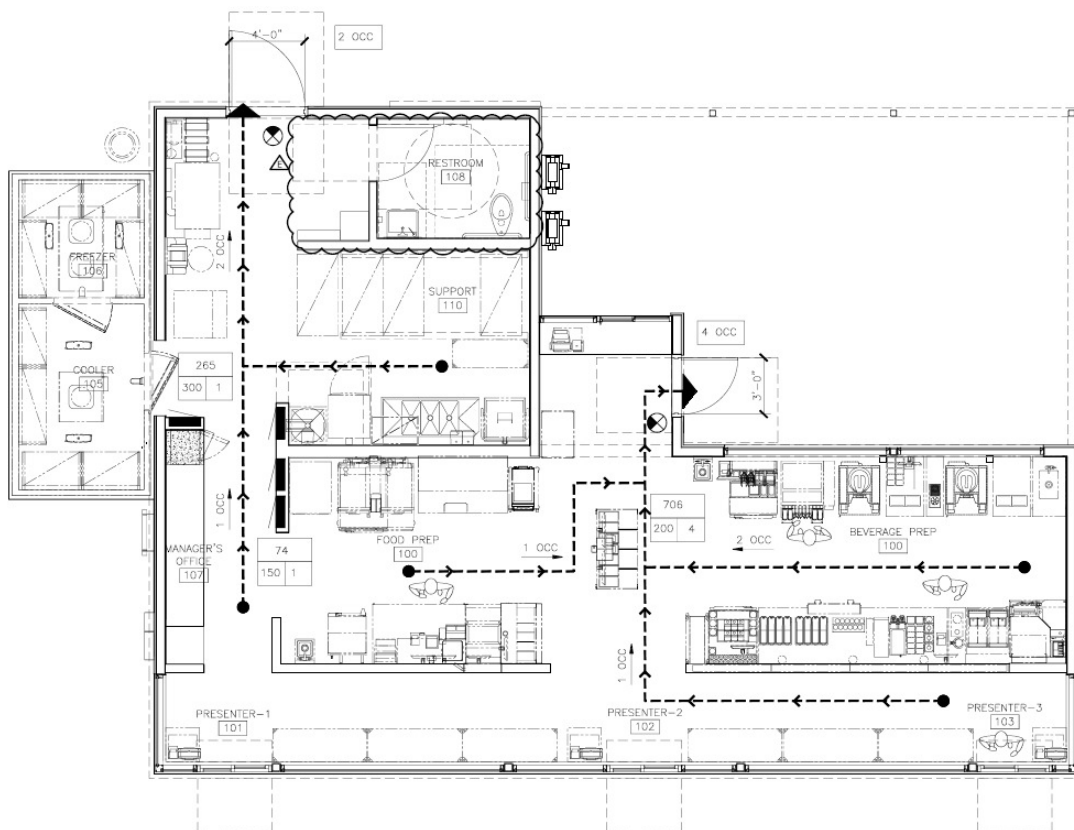 4'-0"
2 OCC
RESTROOM
108
E
FREEZER
106
2 OCC
SUPPORT
110
4 OCC
COOLER
105
265
300 1
3'-0"
1 OCC
706
200 4
BEVERAGE PREP
100
FOOD PREP
100
1 OCC
2 OCC
74
150 1
MANAGER'S
OFFICE
107
1 OCC
PRESENTER-1
101
PRESENTER-2
102
PRESENTER-3
103